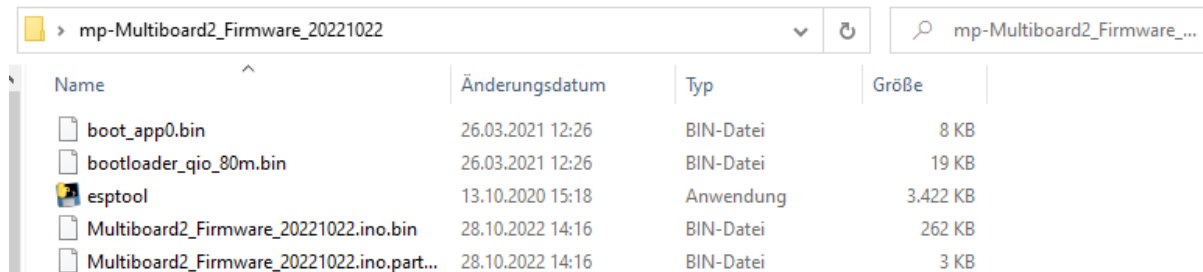 mp-Multiboard2_Firmware_20221022 mp-Multiboard2_Firmware_...
Name Änderungsdatum Typ Größe
boot_app0.bin 26.03.2021 12:26 BIN-Datei 8 KB
bootloader_qio_80m.bin 26.03.2021 12:26 BIN-Datei 19 KB
esptool 13.10.2020 15:18 Anwendung 3.422 KB
Multiboard2_Firmware_20221022.ino.bin 28.10.2022 14:16 BIN-Datei 262 KB
Multiboard2_Firmware_20221022.ino.part... 28.10.2022 14:16 BIN-Datei 3 KB